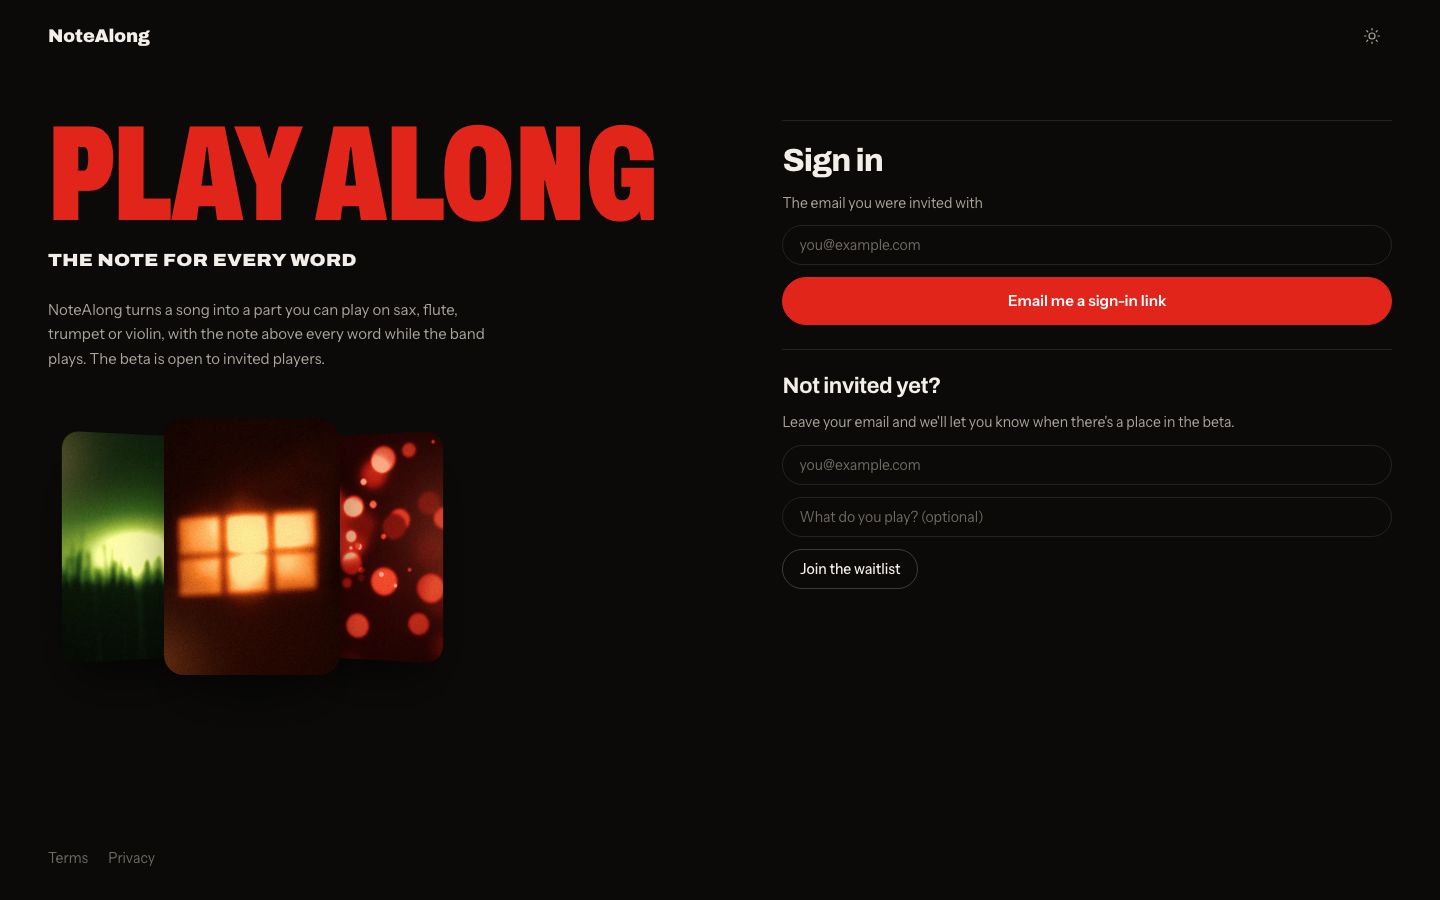 NoteAlong
PLAY ALONG
THE NOTE FOR EVERY WORD
NoteAlong turns a song into a part you can play on sax, flute,
trumpet or violin, with the note above every word while the band
plays. The beta is open to invited players.
Sign in
The email you were invited with
you@example.com
Email me a sign-in link
Not invited yet?
Leave your email and we'll let you know when there's a place in the beta.
you@example.com
What do you play? (optional)
Join the waitlist
Terms Privacy